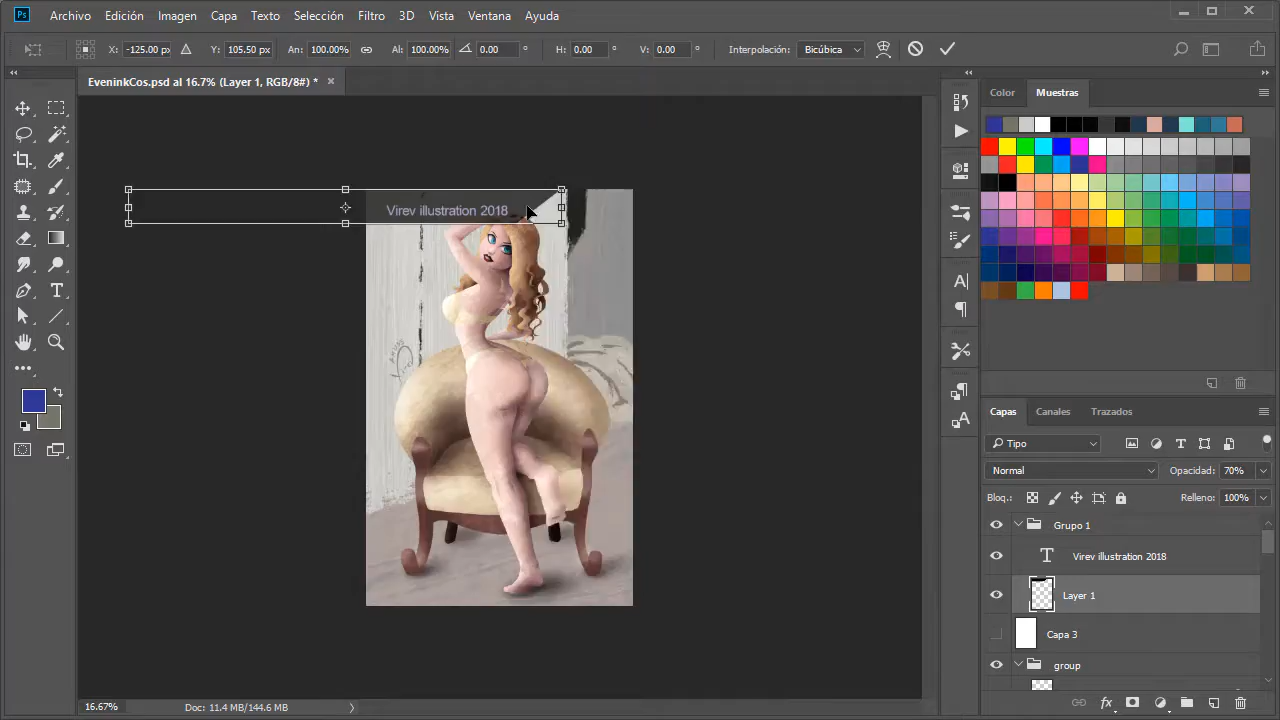 Ps Archivo Edición Imagen Capa Texto Selección Filtro 3D Vista Ventana Ayuda
X: -125.00 px Y: 105.50 px An: 100.00% Al: 100.00% 0.00 ° H: 0.00 ° V: 0.00 ° Interpolación: Bicúbica
EveninkCos.psd al 16.7% (Layer 1, RGB/8#) * ×
Color Muestras
Virev illustration 2018
Capas Canales Trazados
Tipo
Normal Opacidad: 70%
Bloq.: Relleno: 100%
Grupo 1
T Virev illustration 2018
Layer 1
Capa 3
group
16.67% Doc: 11.4 MB/144.6 MB